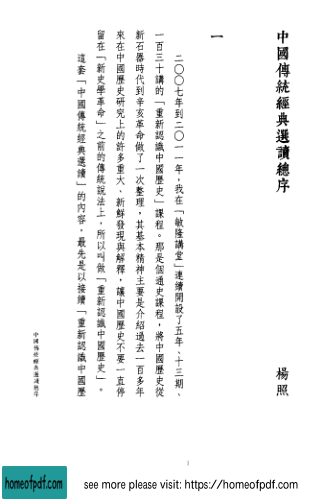 中國傳統經典選讀總序
楊照
一
二〇〇七年到二〇一一年，我在「敏隆講堂」連續開設了五年、十三期、
一百三十講的「重新認識中國歷史」課程。那是個通史課程，將中國歷史從
新石器時代到辛亥革命做了一次整理，其基本精神主要是介紹過去一百多年
來在中國歷史研究上的許多重大、新鮮發現與解釋，讓中國歷史不要一直停
留在「新史學革命」之前的傳統說法上，所以叫做「重新認識中國歷史」。
這套「中國傳統經典選讀」的內容，最先是以接續「重新認識中國歷
中國傳統經典選讀總序
1
homeofpdf.com
see more please visit: https://homeofpdf.com